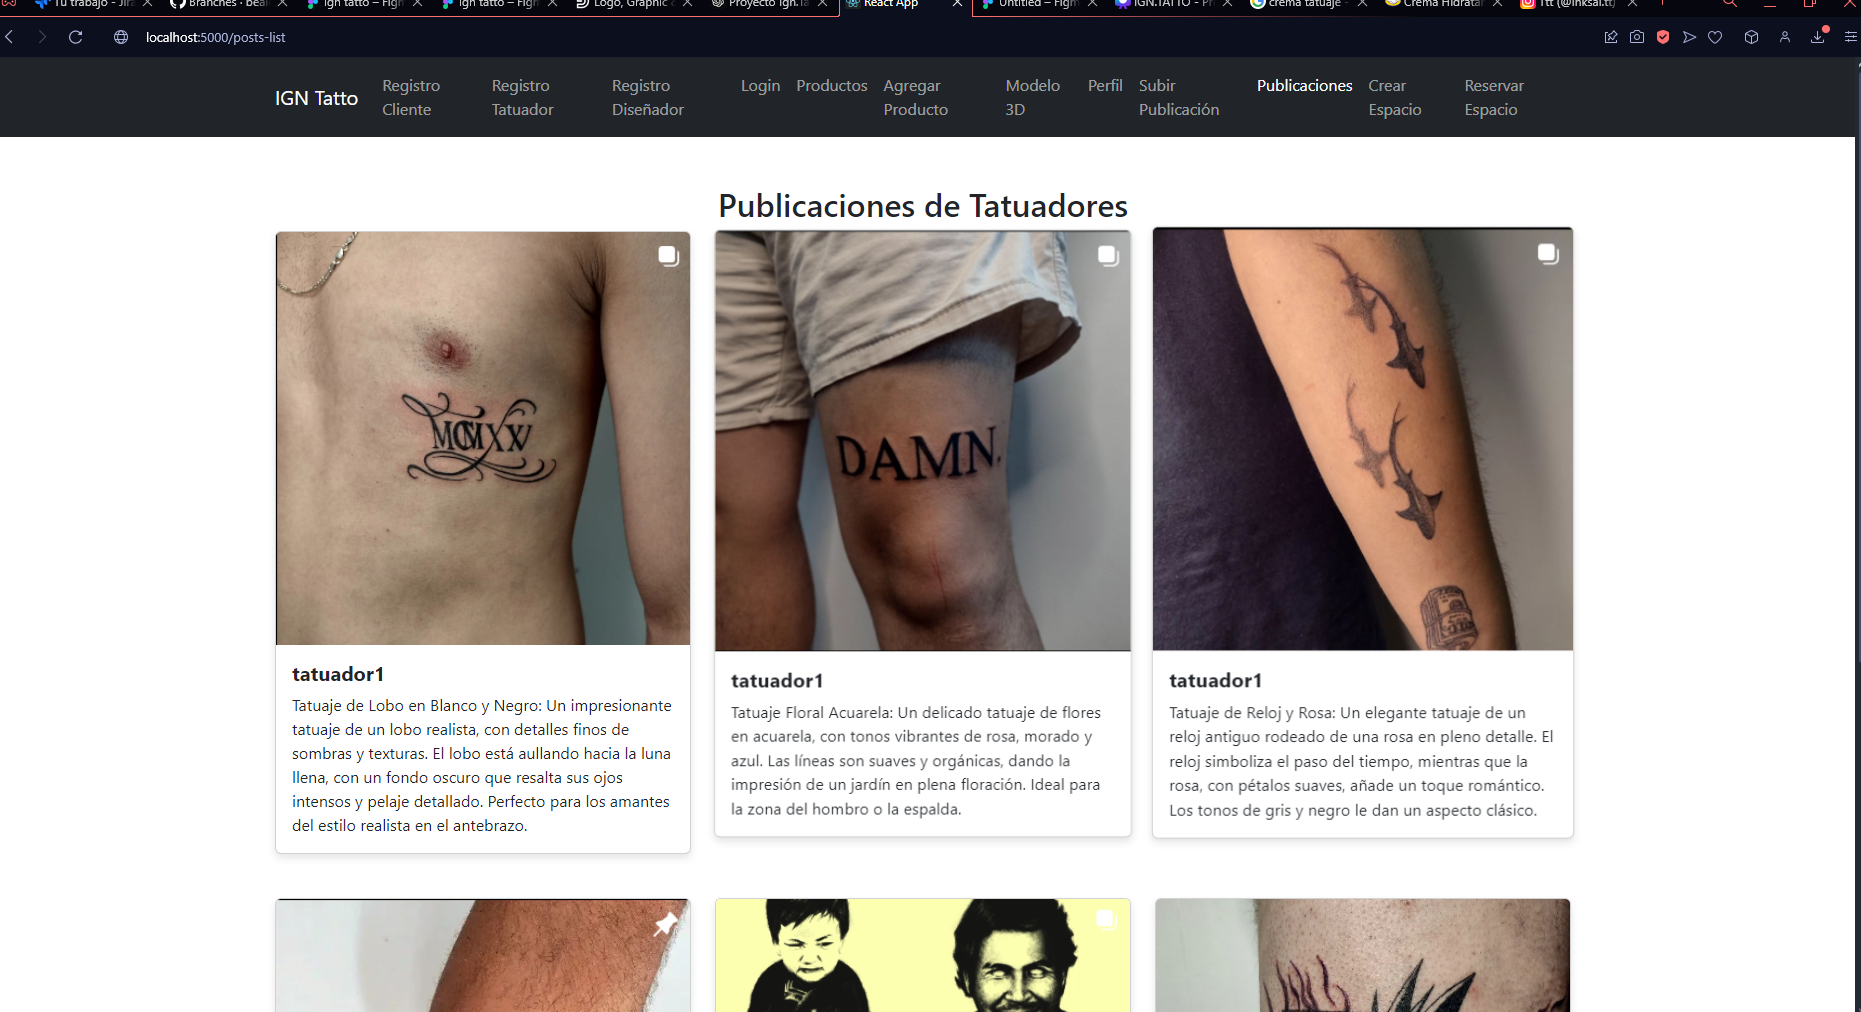 Tu trabajo - Jira
Branches · beai
ign tatto – Fign
ign tatto – Fign
Logo, Graphic
Proyecto Ign.Ta
React App
Untitled – Figm
IGN.TATTO - Pr
crema tatuaje -
Crema Hidratan
Ttt (@inksai.tt)
localhost:5000/posts-list
IGN Tatto
Registro
Cliente
Registro
Tatuador
Registro
Diseñador
Login
Productos
Agregar
Producto
Modelo
3D
Perfil
Subir
Publicación
Publicaciones
Crear
Espacio
Reservar
Espacio
Publicaciones de Tatuadores
MCMXXV
DAMN.
tatuador1
Tatuaje de Lobo en Blanco y Negro: Un impresionante
tatuaje de un lobo realista, con detalles finos de
sombras y texturas. El lobo está aullando hacia la luna
llena, con un fondo oscuro que resalta sus ojos
intensos y pelaje detallado. Perfecto para los amantes
del estilo realista en el antebrazo.
tatuador1
Tatuaje Floral Acuarela: Un delicado tatuaje de flores
en acuarela, con tonos vibrantes de rosa, morado y
azul. Las líneas son suaves y orgánicas, dando la
impresión de un jardín en plena floración. Ideal para
la zona del hombro o la espalda.
tatuador1
Tatuaje de Reloj y Rosa: Un elegante tatuaje de un
reloj antiguo rodeado de una rosa en pleno detalle. El
reloj simboliza el paso del tiempo, mientras que la
rosa, con pétalos suaves, añade un toque romántico.
Los tonos de gris y negro le dan un aspecto clásico.